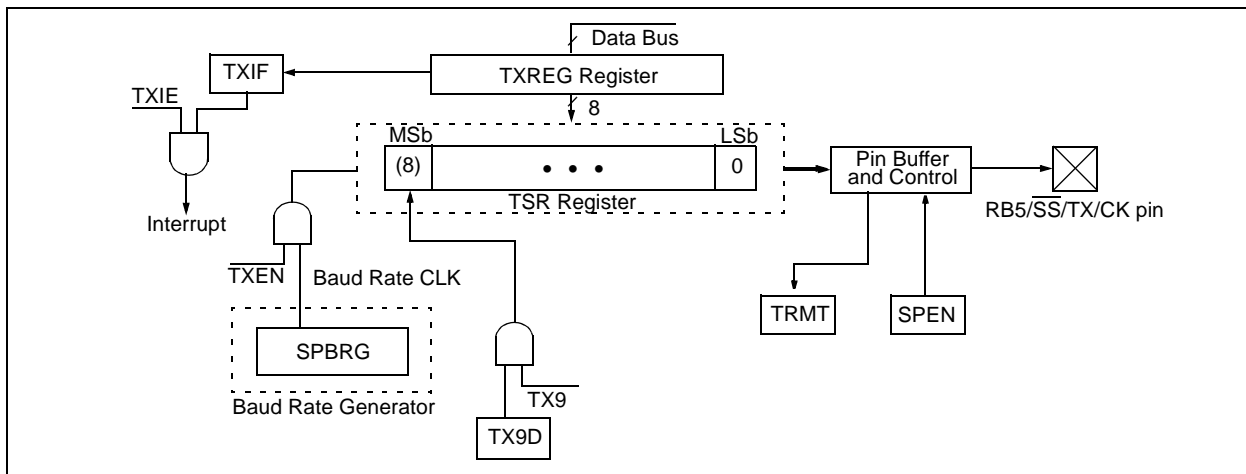 Data Bus
TXIF
TXREG Register
TXIE
8
MSb
LSb
(8)
• • •
0
Pin Buffer
and Control
TSR Register
Interrupt
RB5/SS/TX/CK pin
TXEN
Baud Rate CLK
TRMT
SPEN
SPBRG
TX9
Baud Rate Generator
TX9D